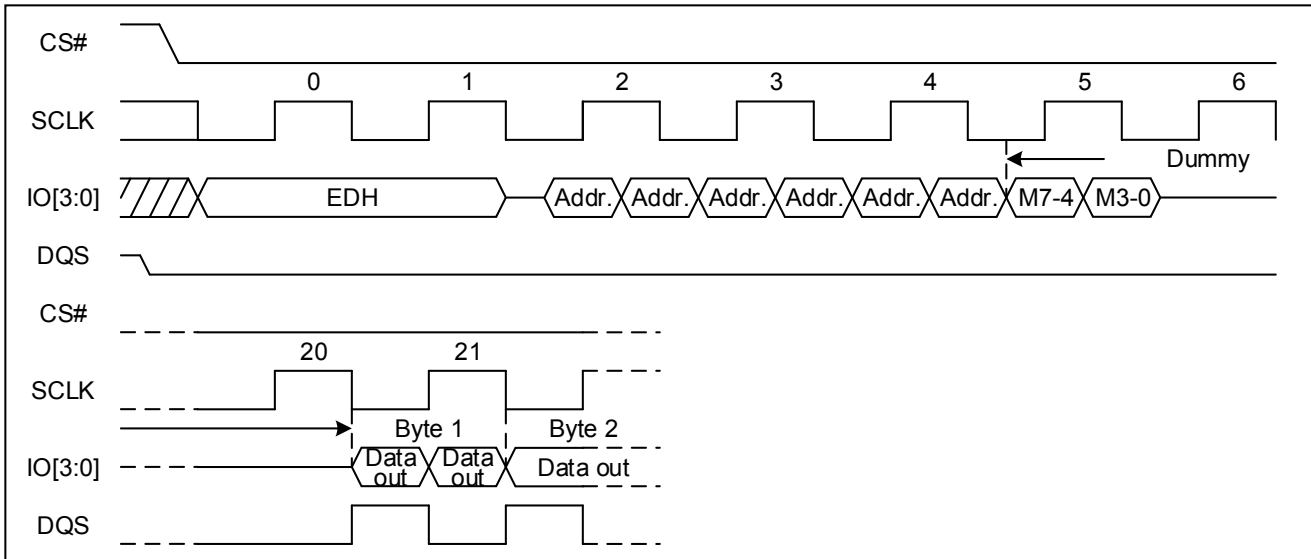 CS#
0 1 2 3 4 5 6
SCLK
Dummy
IO[3:0] EDH Addr. Addr. Addr. Addr. Addr. Addr. M7-4 M3-0
DQS
CS#
20 21
SCLK
Byte 1 Byte 2
IO[3:0] Data out Data out Data out
DQS